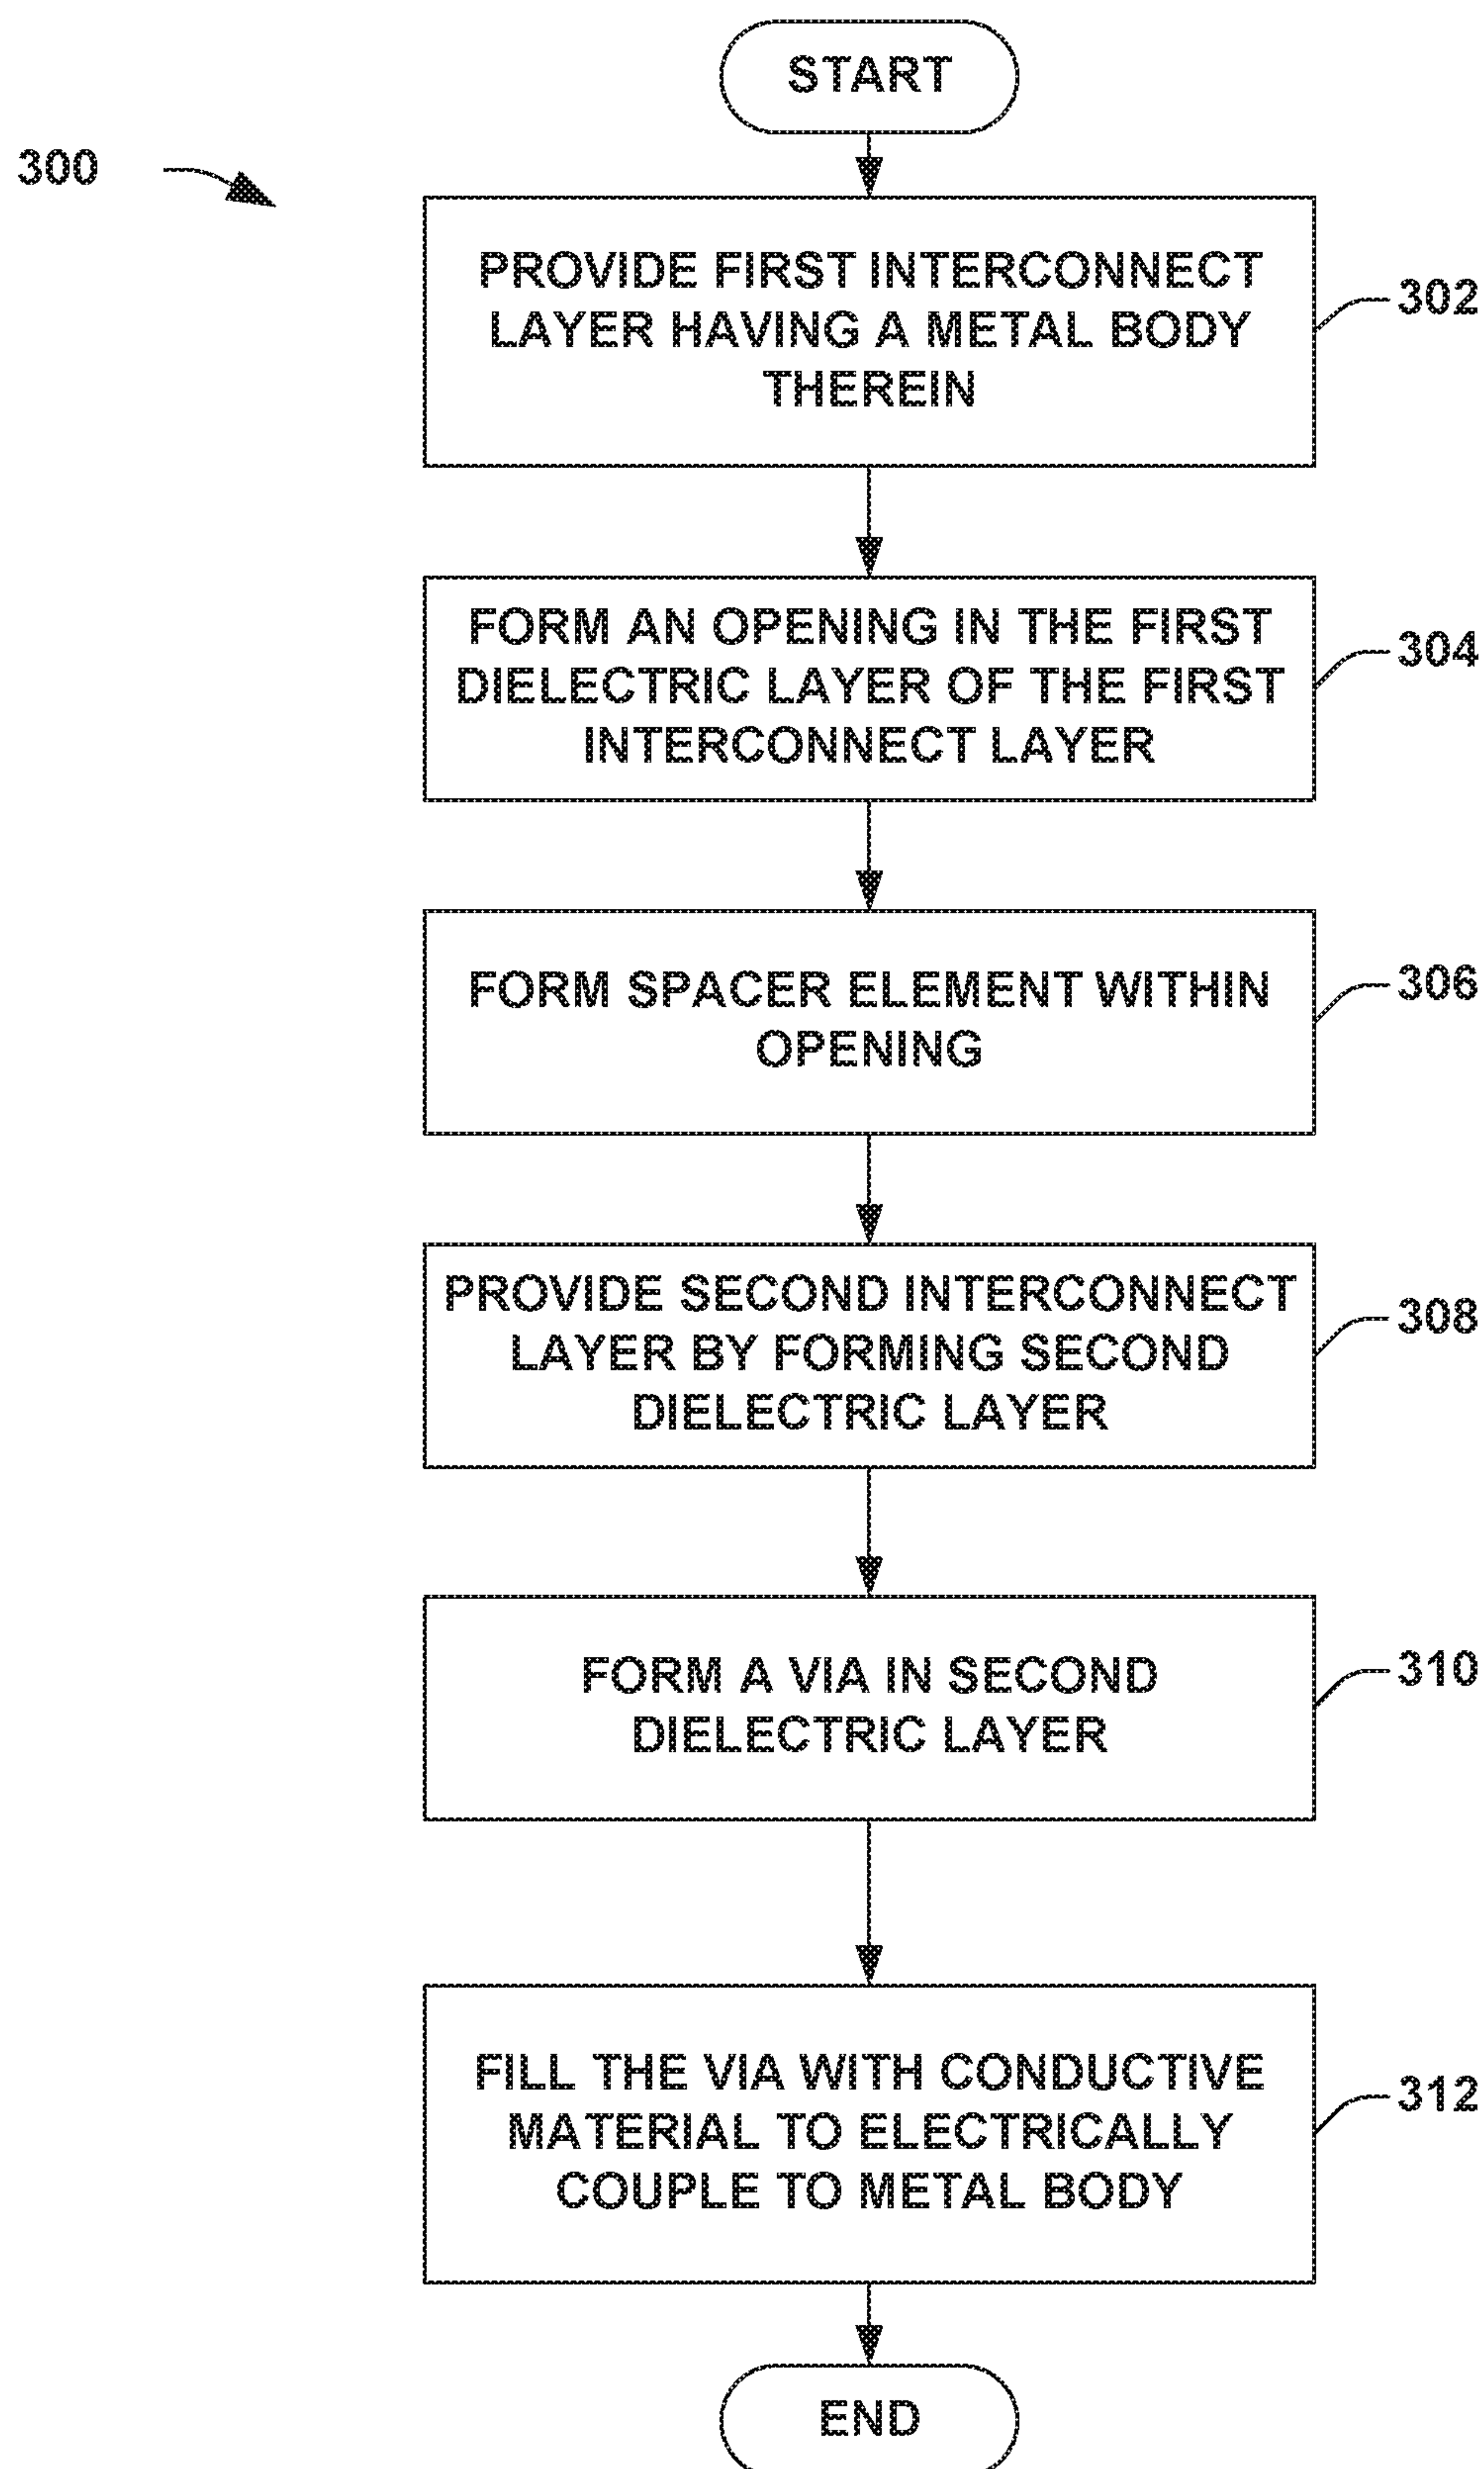 START
300
PROVIDE FIRST INTERCONNECT
LAYER HAVING A METAL BODY
THEREIN
302
FORM AN OPENING IN THE FIRST
DIELECTRIC LAYER OF THE FIRST
INTERCONNECT LAYER
304
FORM SPACER ELEMENT WITHIN
OPENING
306
PROVIDE SECOND INTERCONNECT
LAYER BY FORMING SECOND
DIELECTRIC LAYER
308
FORM A VIA IN SECOND
DIELECTRIC LAYER
310
FILL THE VIA WITH CONDUCTIVE
MATERIAL TO ELECTRICALLY
COUPLE TO METAL BODY
312
END